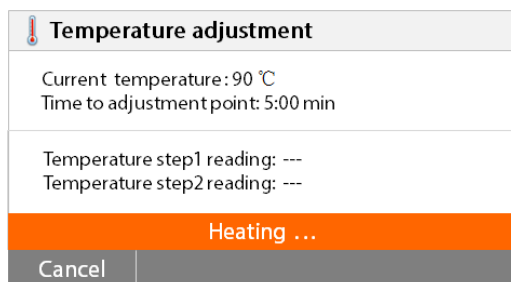 Temperature adjustment
Current temperature: 90 ℃
Time to adjustment point: 5:00 min
Temperature step1 reading: ---
Temperature step2 reading: ---
Heating ...
Cancel